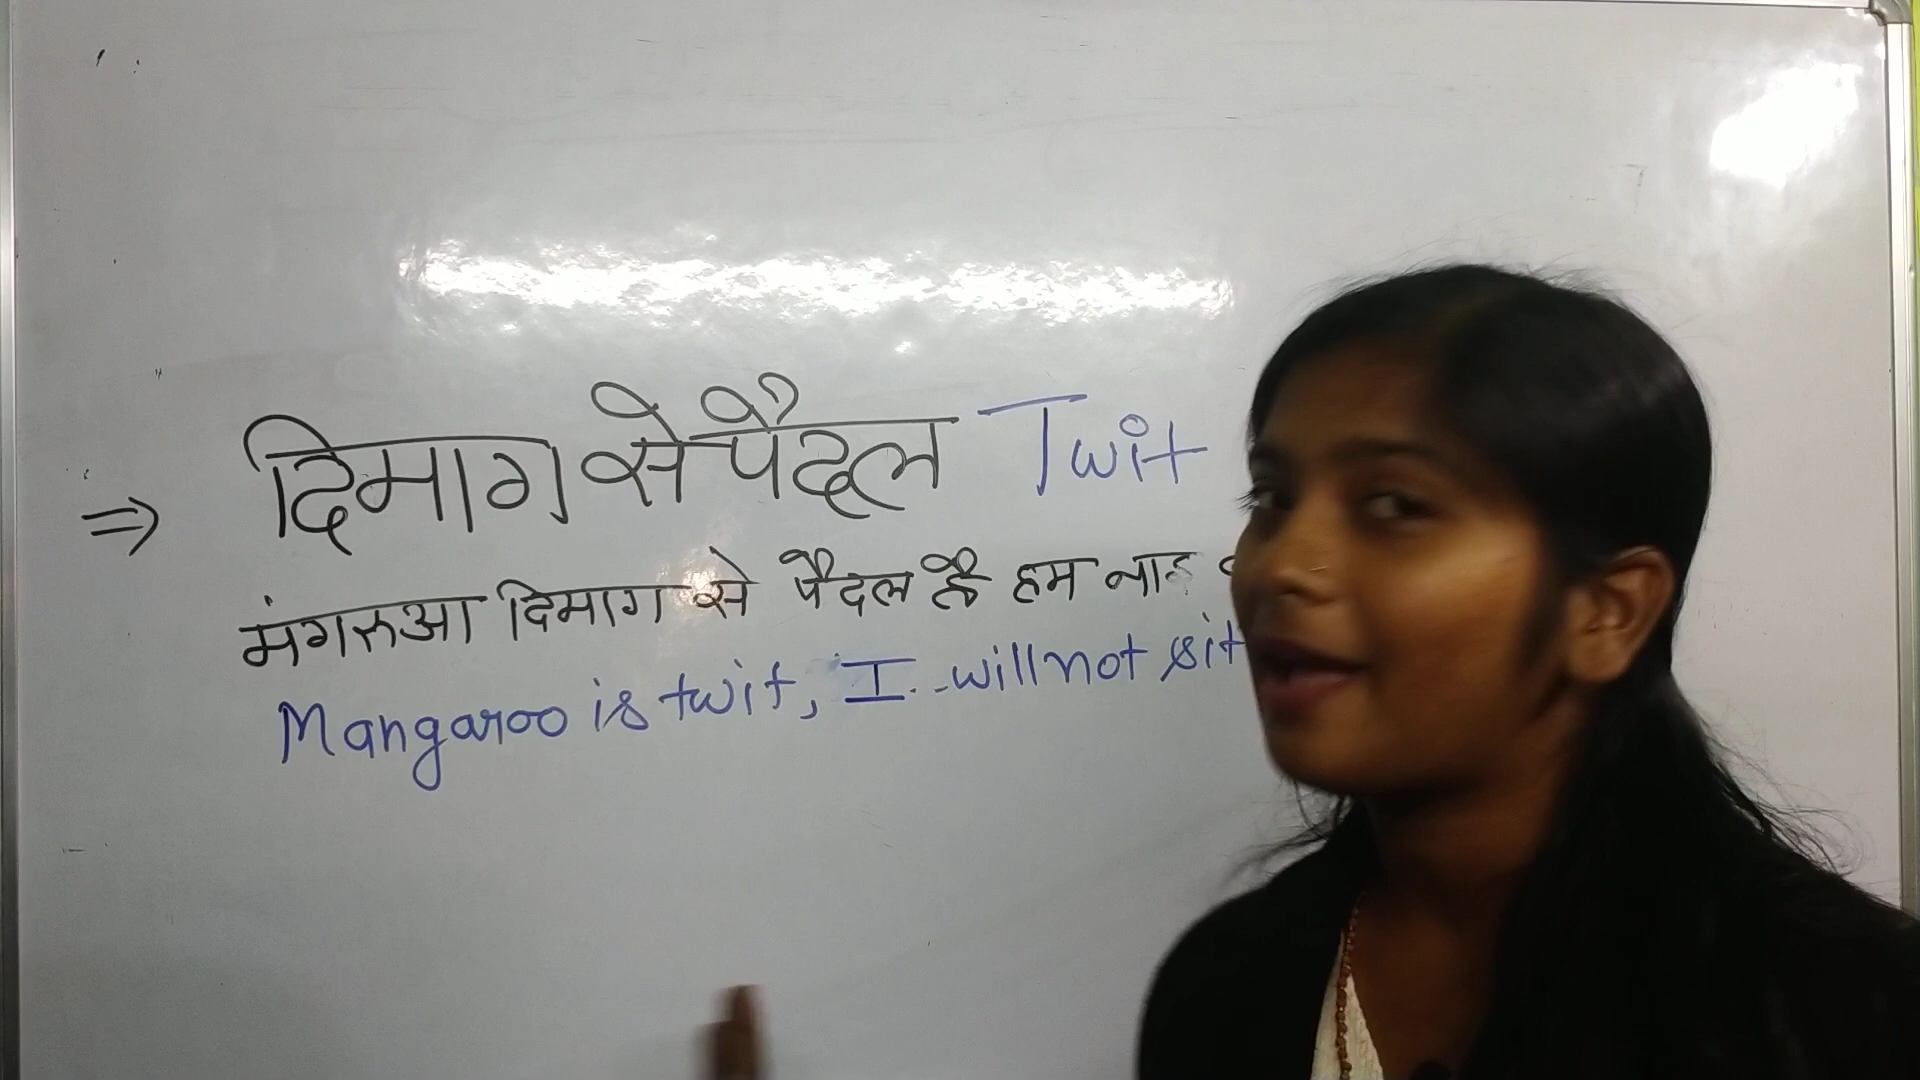 ⇒ दिमाग से पैदल Twit
मंगरुआ दिमाग से पैदल है हम नाह
Mangaroo is twit, I will not sit